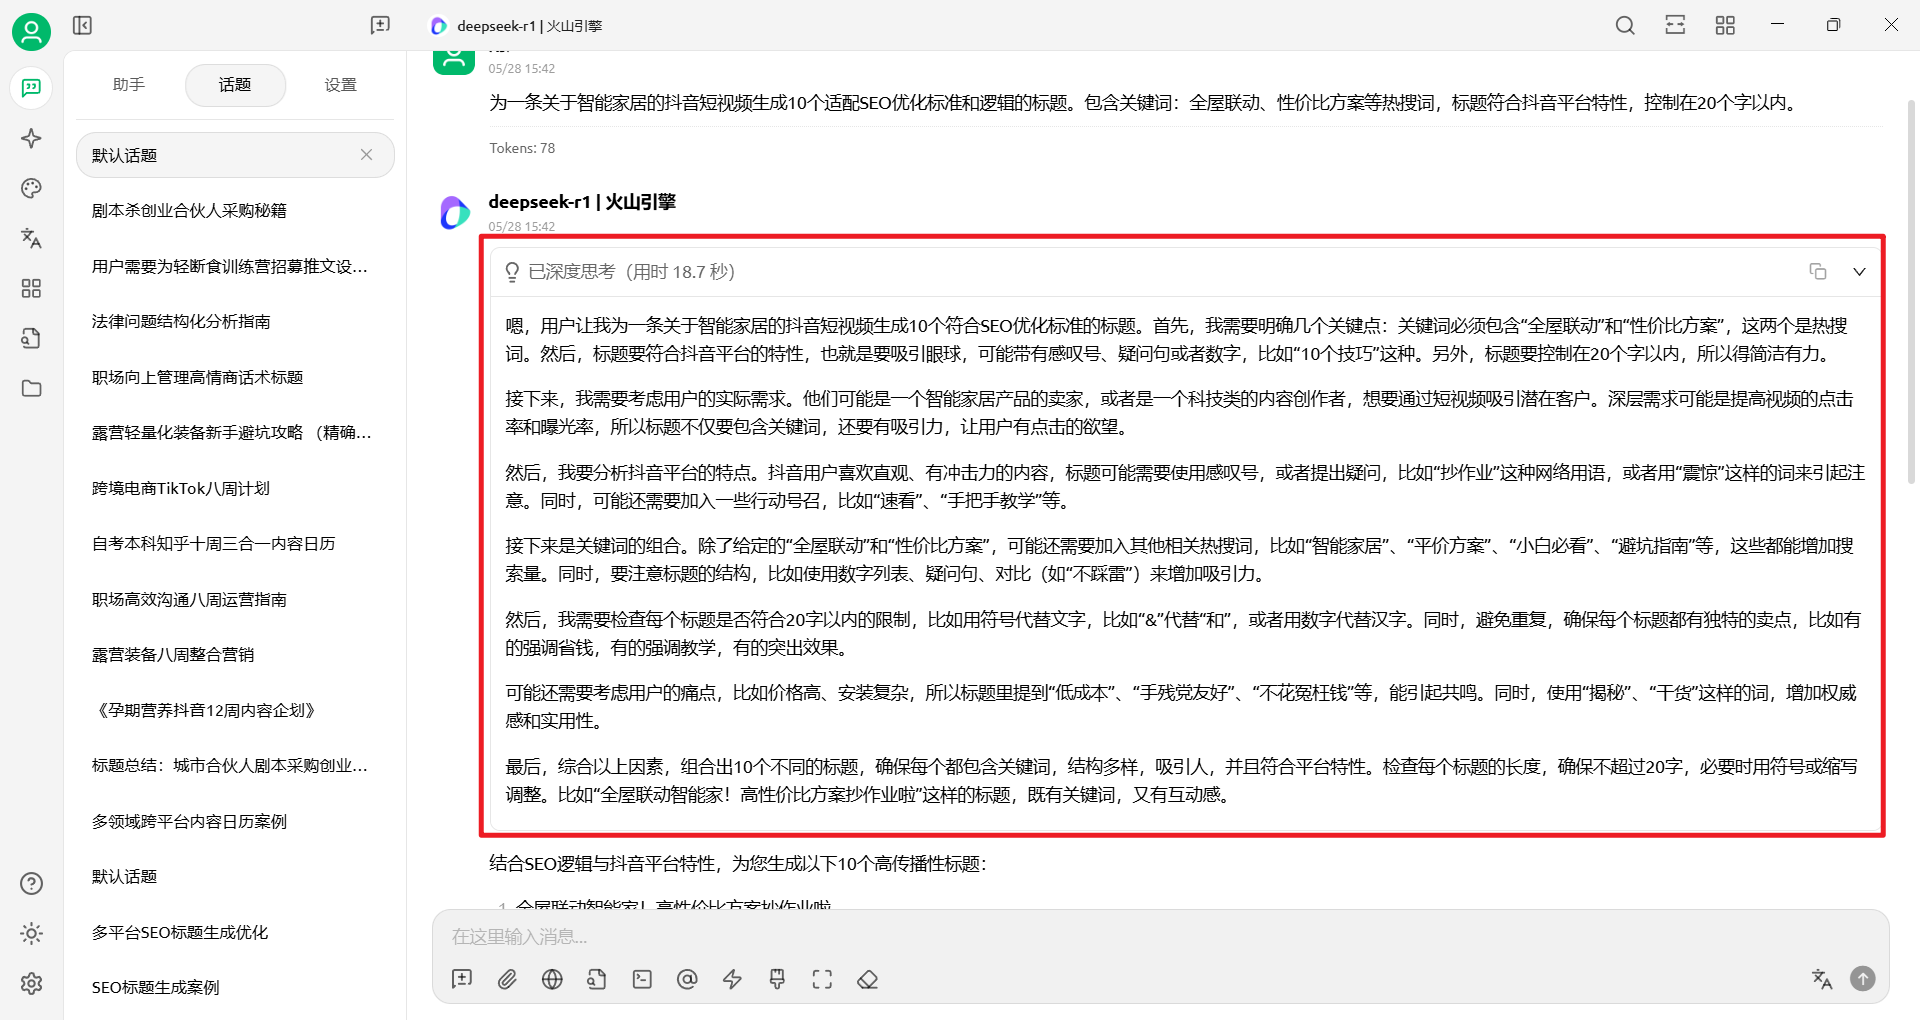 deepseek-r1 | 火山引擎
助手
话题
设置
默认话题
剧本杀创业合伙人采购秘籍
用户需要为轻断食训练营招募推文设...
法律问题结构化分析指南
职场向上管理高情商话术标题
露营轻量化装备新手避坑攻略 （精确...
跨境电商TikTok八周计划
自考本科知乎十周三合一内容日历
职场高效沟通八周运营指南
露营装备八周整合营销
《孕期营养抖音12周内容企划》
标题总结：城市合伙人剧本采购创业...
多领域跨平台内容日历案例
默认话题
多平台SEO标题生成优化
SEO标题生成案例
05/28 15:42
为一条关于智能家居的抖音短视频生成10个适配SEO优化标准和逻辑的标题。包含关键词：全屋联动、性价比方案等热搜词，标题符合抖音平台特性，控制在20个字以内。
Tokens: 78
deepseek-r1 | 火山引擎
05/28 15:42
已深度思考（用时 18.7 秒）
嗯，用户让我为一条关于智能家居的抖音短视频生成10个符合SEO优化标准的标题。首先，我需要明确几个关键点：关键词必须包含“全屋联动”和“性价比方案”，这两个是热搜
词。然后，标题要符合抖音平台的特性，也就是要吸引眼球，可能带有感叹号、疑问句或者数字，比如“10个技巧”这种。另外，标题要控制在20个字以内，所以得简洁有力。
接下来，我需要考虑用户的实际需求。他们可能是一个智能家居产品的卖家，或者是一个科技类的内容创作者，想要通过短视频吸引潜在客户。深层需求可能是提高视频的点击
率和曝光率，所以标题不仅要包含关键词，还要有吸引力，让用户有点击的欲望。
然后，我要分析抖音平台的特点。抖音用户喜欢直观、有冲击力的内容，标题可能需要使用感叹号，或者提出疑问，比如“抄作业”这种网络用语，或者用“震惊”这样的词来引起注
意。同时，可能还需要加入一些行动号召，比如“速看”、“手把手教学”等。
接下来是关键词的组合。除了给定的“全屋联动”和“性价比方案”，可能还需要加入其他相关热搜词，比如“智能家居”、“平价方案”、“小白必看”、“避坑指南”等，这些都能增加搜
索量。同时，要注意标题的结构，比如使用数字列表、疑问句、对比（如“不踩雷”）来增加吸引力。
然后，我需要检查每个标题是否符合20字以内的限制，比如用符号代替文字，比如“&”代替“和”，或者用数字代替汉字。同时，避免重复，确保每个标题都有独特的卖点，比如有
的强调省钱，有的强调教学，有的突出效果。
可能还需要考虑用户的痛点，比如价格高、安装复杂，所以标题里提到“低成本”、“手残党友好”、“不花冤枉钱”等，能引起共鸣。同时，使用“揭秘”、“干货”这样的词，增加权威
感和实用性。
最后，综合以上因素，组合出10个不同的标题，确保每个都包含关键词，结构多样，吸引人，并且符合平台特性。检查每个标题的长度，确保不超过20字，必要时用符号或缩写
调整。比如“全屋联动智能家！高性价比方案抄作业啦”这样的标题，既有关键词，又有互动感。
结合SEO逻辑与抖音平台特性，为您生成以下10个高传播性标题：
1. 全屋联动智能家！高性价比方案抄作业啦
在这里输入消息...